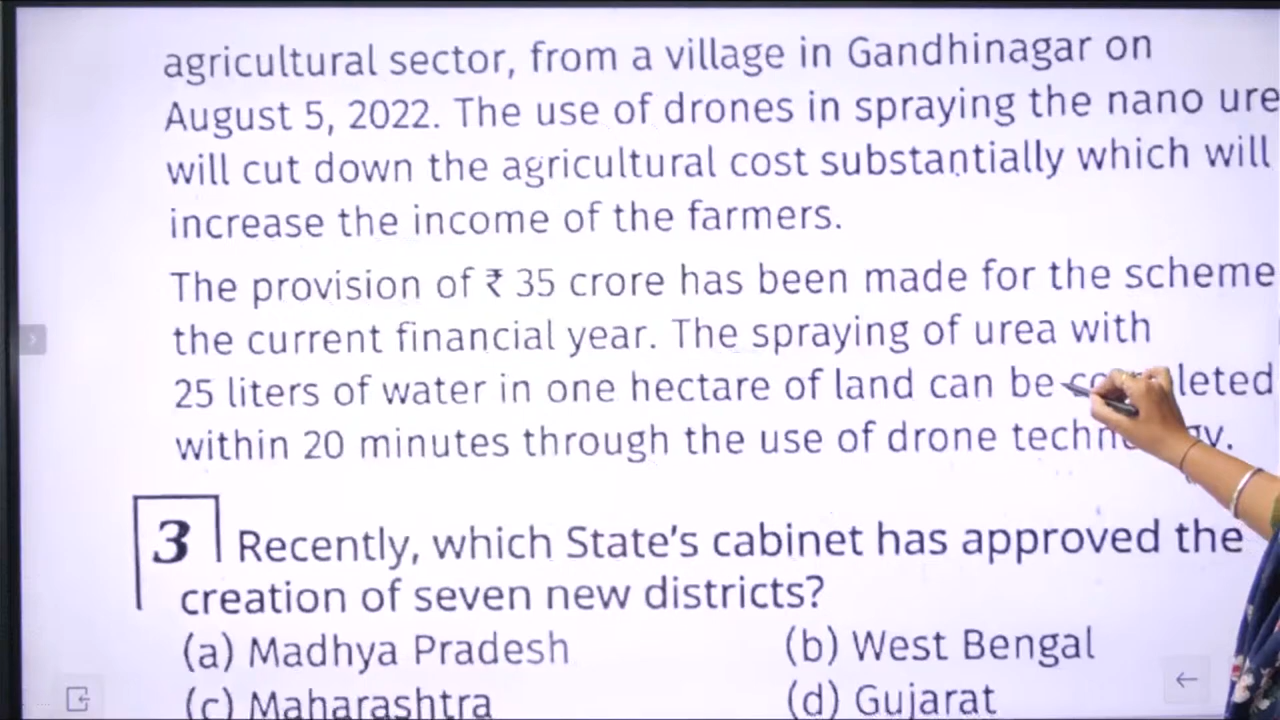 agricultural sector, from a village in Gandhinagar on
August 5, 2022. The use of drones in spraying the nano ure
will cut down the agricultural cost substantially which will
increase the income of the farmers.
The provision of ₹ 35 crore has been made for the scheme
the current financial year. The spraying of urea with
25 liters of water in one hectare of land can be
within 20 minutes through the use of drone
3 Recently, which State's cabinet has approved the
creation of seven new districts?
(a) Madhya Pradesh (b) West Bengal
(c) Maharashtra (d) Gujarat